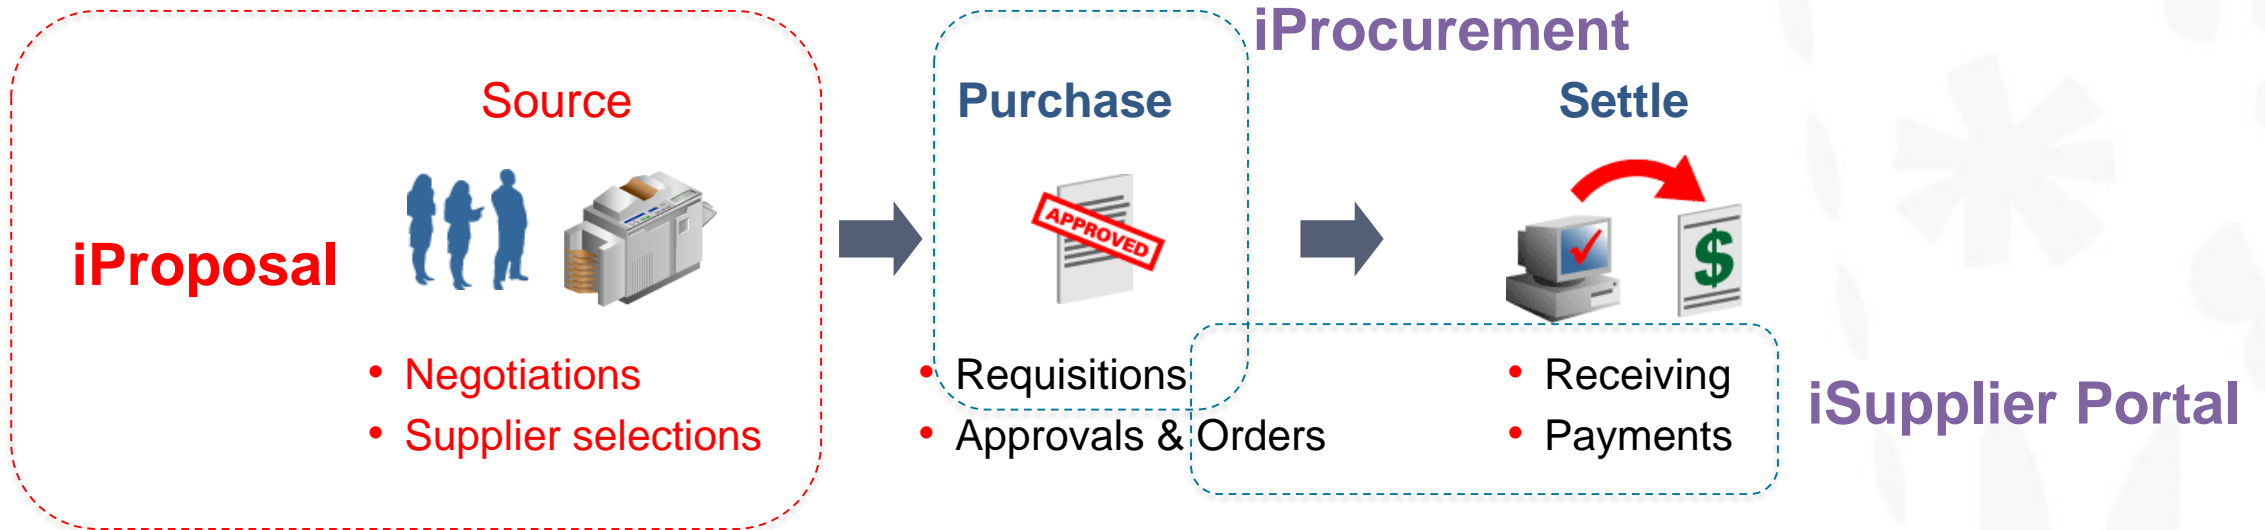 iProcurement
Source
Purchase
Settle
APPROVED
$
iProposal
• Negotiations
• Supplier selections
• Requisitions
• Approvals & Orders
• Receiving
• Payments
iSupplier Portal